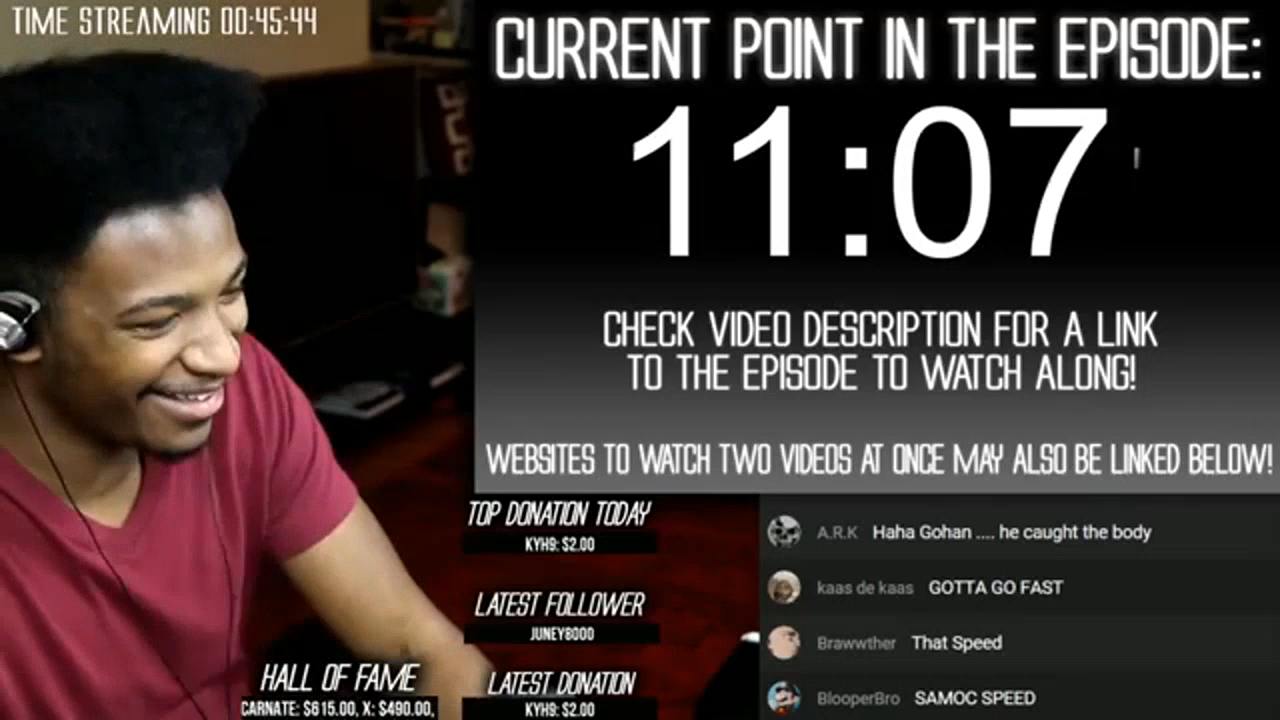 TIME STREAMING 00:45:44
CURRENT POINT IN THE EPISODE:
11:07
CHECK VIDEO DESCRIPTION FOR A LINK
TO THE EPISODE TO WATCH ALONG!
WEBSITES TO WATCH TWO VIDEOS AT ONCE MAY ALSO BE LINKED BELOW!
TOP DONATION TODAY
KYH9: $2.00
LATEST FOLLOWER
JUNEY8000
HALL OF FAME
CARNATE: $615.00, X: $490.00,
LATEST DONATION
KYH9: $2.00
A.R.K Haha Gohan .... he caught the body
kaas de kaas GOTTA GO FAST
Brawwther That Speed
BlooperBro SAMOC SPEED